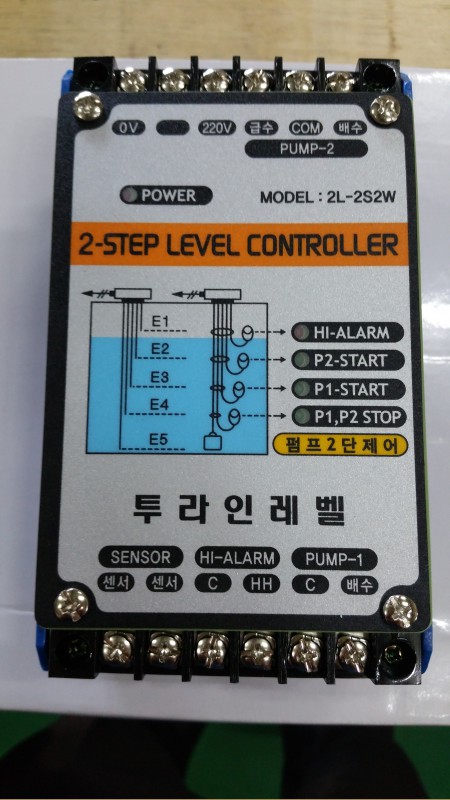 0V 220V 급수 COM 배수
PUMP-2
POWER MODEL : 2L-2S2W
2-STEP LEVEL CONTROLLER
E1 HI-ALARM
E2 P2-START
E3 P1-START
E4 P1,P2 STOP
E5 펌프2단제어
투라인레벨
SENSOR HI-ALARM PUMP-1
센서 센서 C HH C 배수